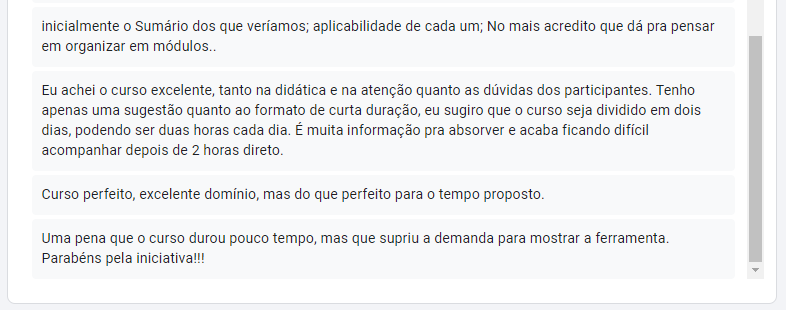 inicialmente o Sumário dos que veríamos; aplicabilidade de cada um; No mais acredito que dá pra pensar
em organizar em módulos..
Eu achei o curso excelente, tanto na didática e na atenção quanto as dúvidas dos participantes. Tenho
apenas uma sugestão quanto ao formato de curta duração, eu sugiro que o curso seja dividido em dois
dias, podendo ser duas horas cada dia. É muita informação pra absorver e acaba ficando difícil
acompanhar depois de 2 horas direto.
Curso perfeito, excelente domínio, mas do que perfeito para o tempo proposto.
Uma pena que o curso durou pouco tempo, mas que supriu a demanda para mostrar a ferramenta.
Parabéns pela iniciativa!!!